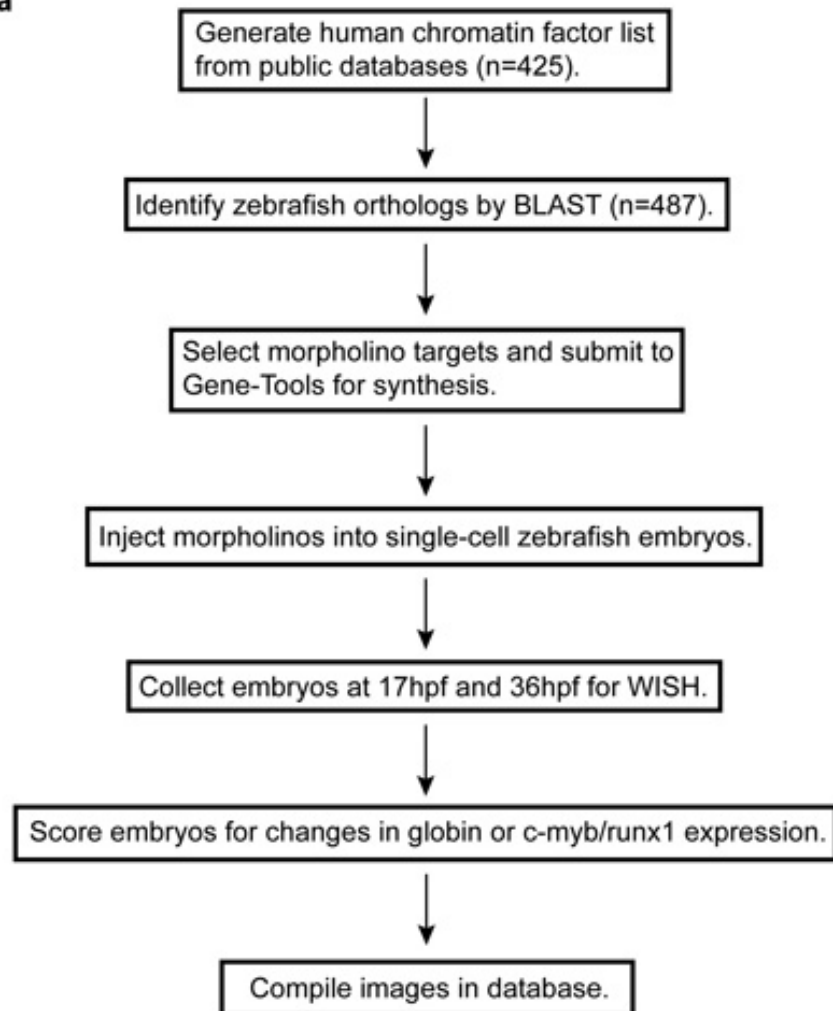 a
Generate human chromatin factor list
from public databases (n=425).
Identify zebrafish orthologs by BLAST (n=487).
Select morpholino targets and submit to
Gene-Tools for synthesis.
Inject morpholinos into single-cell zebrafish embryos.
Collect embryos at 17hpf and 36hpf for WISH.
Score embryos for changes in globin or c-myb/runx1 expression.
Compile images in database.